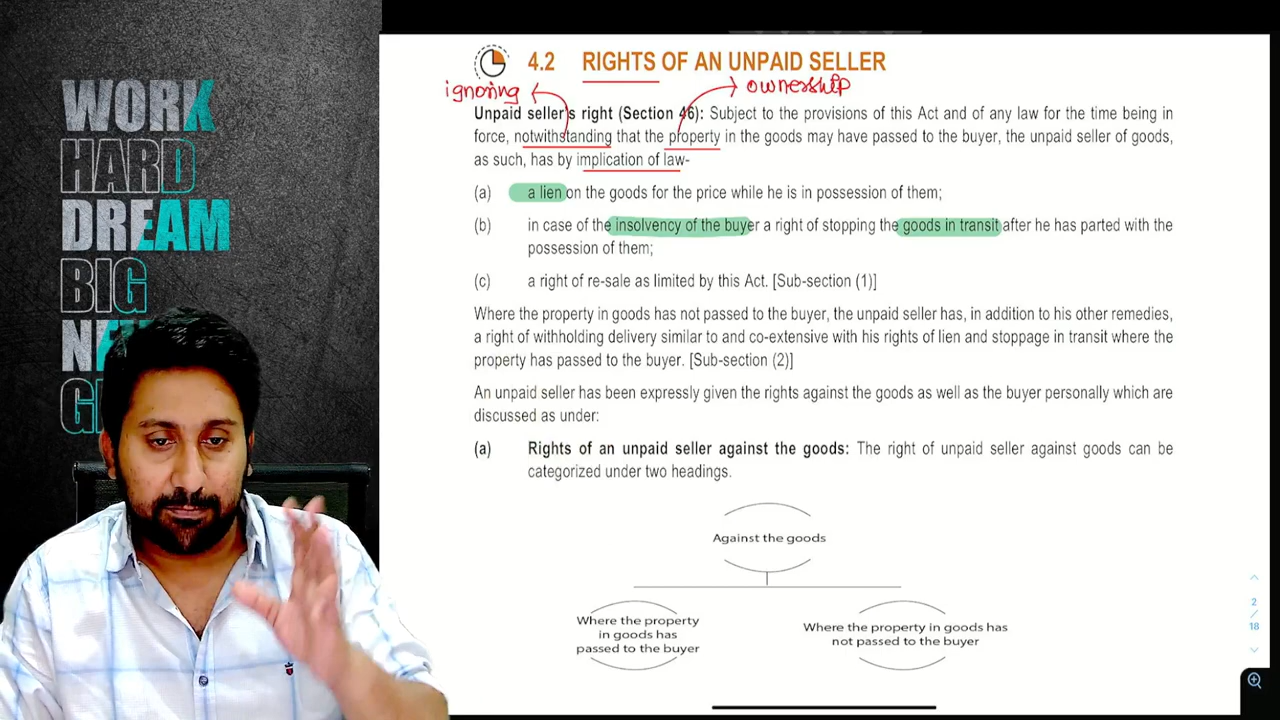 WORK
HARD
DREAM
BIG
4.2 RIGHTS OF AN UNPAID SELLER
ignoring
ownership
Unpaid seller's right (Section 46): Subject to the provisions of this Act and of any law for the time being in
force, notwithstanding that the property in the goods may have passed to the buyer, the unpaid seller of goods,
as such, has by implication of law-
(a) a lien on the goods for the price while he is in possession of them;
(b) in case of the insolvency of the buyer a right of stopping the goods in transit after he has parted with the
possession of them;
(c) a right of re-sale as limited by this Act. [Sub-section (1)]
Where the property in goods has not passed to the buyer, the unpaid seller has, in addition to his other remedies,
a right of withholding delivery similar to and co-extensive with his rights of lien and stoppage in transit where the
property has passed to the buyer. [Sub-section (2)]
An unpaid seller has been expressly given the rights against the goods as well as the buyer personally which are
discussed as under:
(a) Rights of an unpaid seller against the goods: The right of unpaid seller against goods can be
categorized under two headings.
Against the goods
Where the property
in goods has
passed to the buyer
Where the property in goods has
not passed to the buyer
2
/
18